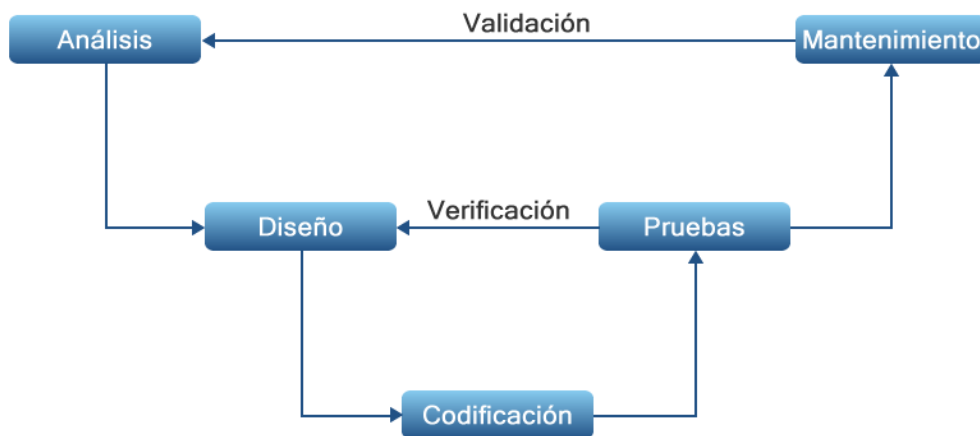 Validación
Análisis
Mantenimiento
Verificación
Diseño
Pruebas
Codificación